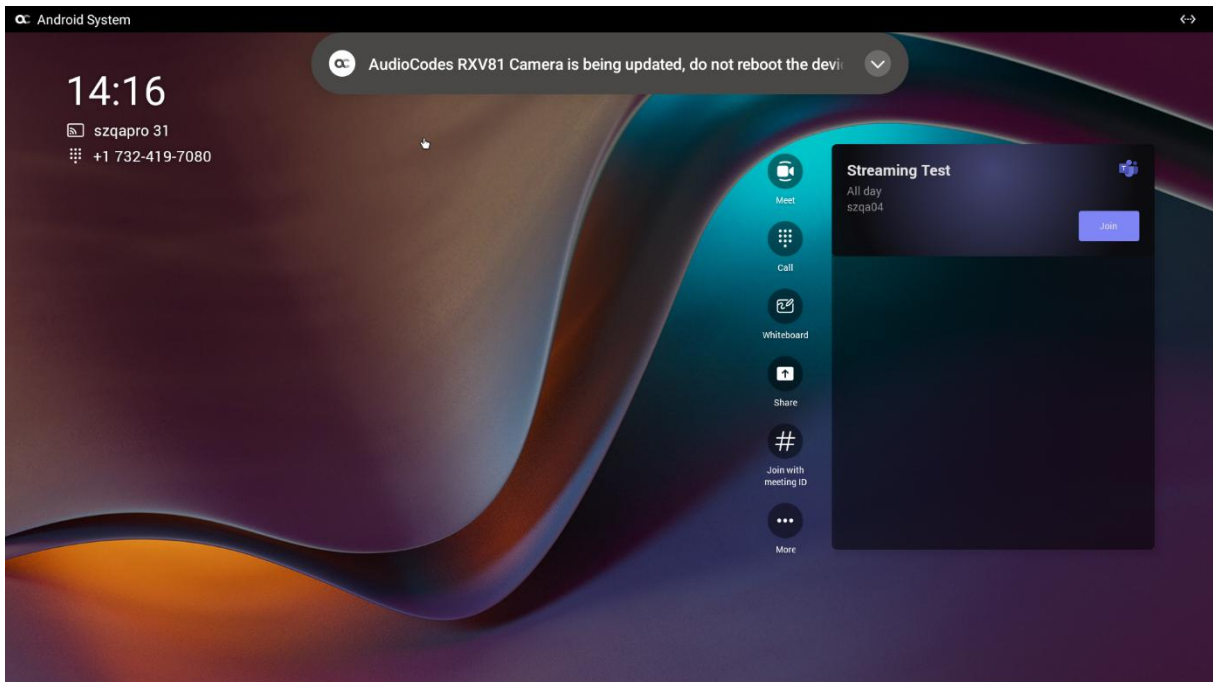 Android System
AudioCodes RXV81 Camera is being updated, do not reboot the
14:16
szqapro 31
+1 732-419-7080
Meet
Call
Whiteboard
Share
#
Join with
meeting ID
More
Streaming Test
All day
szqa04
Join